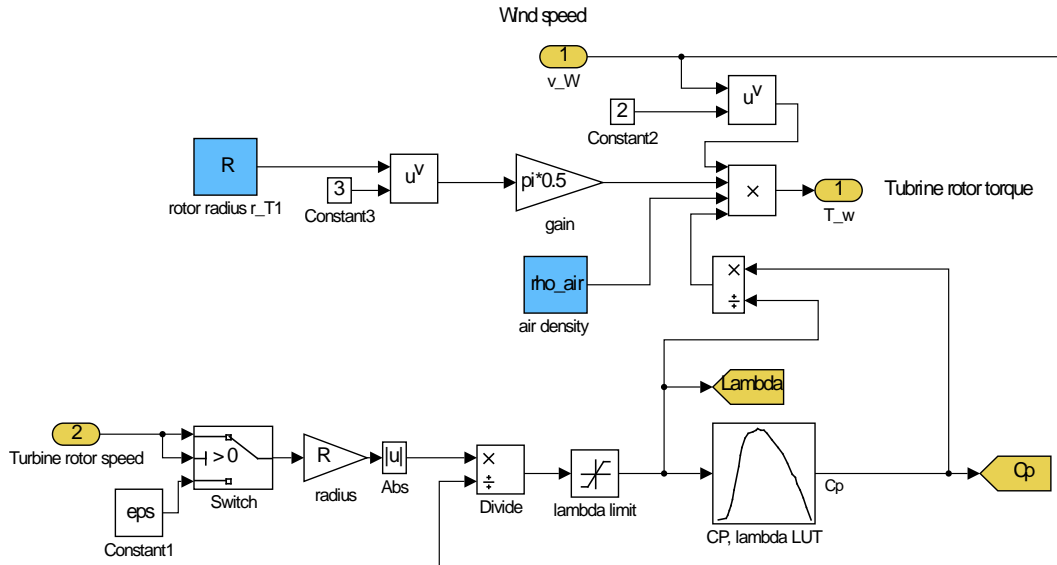 Wind speed
1
v_W
2
Constant2
u^v
R
rotor radius r_T1
3
Constant3
u^v
pi*0.5
gain
×
1
T_w
Tubrine rotor torque
rho_air
air density
×
÷
Lambda
2
Turbine rotor speed
> 0
Switch
eps
Constant1
R
radius
|u|
Abs
×
÷
Divide
lambda limit
CP, lambda LUT
Cp
Cp